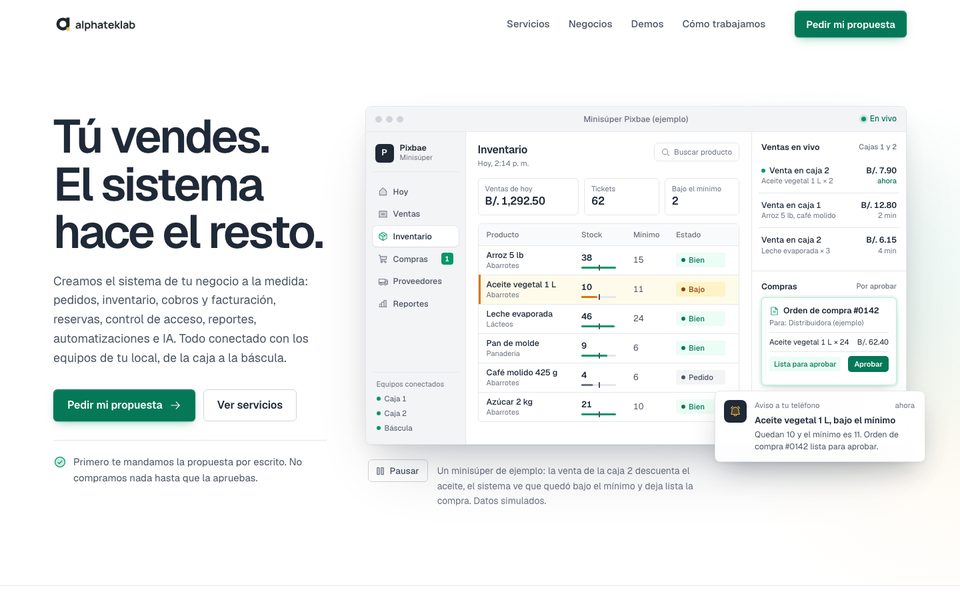 alphateklab
Servicios
Negocios
Demos
Cómo trabajamos
Pedir mi propuesta
Tú vendes.
El sistema
hace el resto.
Creamos el sistema de tu negocio a la medida:
pedidos, inventario, cobros y facturación,
reservas, control de acceso, reportes,
automatizaciones e IA. Todo conectado con los
equipos de tu local, de la caja a la báscula.
Pedir mi propuesta →
Ver servicios
Primero te mandamos la propuesta por escrito. No
compramos nada hasta que la apruebas.
Minisúper Pixbae (ejemplo)
En vivo
P
Pixbae
Minisúper
Hoy
Ventas
Inventario
Compras 1
Proveedores
Reportes
Equipos conectados
Caja 1
Caja 2
Báscula
Inventario
Hoy, 2:14 p. m.
Buscar producto
Ventas de hoy
B/. 1,292.50
Tickets
62
Bajo el mínimo
2
Producto Stock Mínimo Estado
Arroz 5 lb
Abarrotes
38 15 Bien
Aceite vegetal 1 L
Abarrotes
10 11 Bajo
Leche evaporada
Lácteos
46 24 Bien
Pan de molde
Panadería
9 6 Bien
Café molido 425 g
Abarrotes
4 6 Pedido
Azúcar 2 kg
Abarrotes
21 10 Bien
Ventas en vivo Cajas 1 y 2
Venta en caja 2 B/. 7.90
Aceite vegetal 1 L × 2 ahora
Venta en caja 1 B/. 12.80
Arroz 5 lb, café molido 2 min
Venta en caja 2 B/. 6.15
Leche evaporada × 3 4 min
Compras Por aprobar
Orden de compra #0142
Para: Distribuidora (ejemplo)
Aceite vegetal 1 L × 24 B/. 62.40
Lista para aprobar Aprobar
Aviso a tu teléfono ahora
Aceite vegetal 1 L, bajo el mínimo
Quedan 10 y el mínimo es 11. Orden de
compra #0142 lista para aprobar.
Pausar
Un minisúper de ejemplo: la venta de la caja 2 descuenta el
aceite, el sistema ve que quedó bajo el mínimo y deja lista la
compra. Datos simulados.